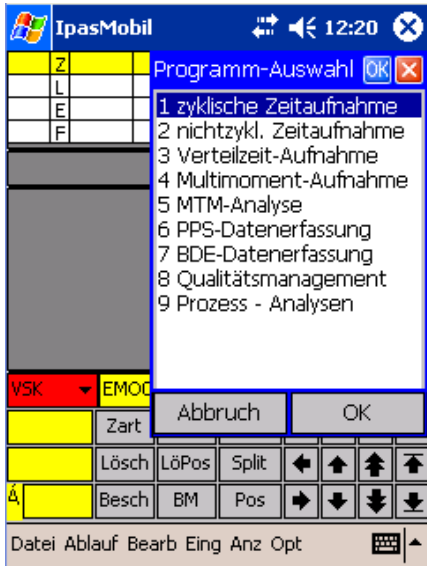 IpasMobil 12:20
Z
L
E
F
Programm-Auswahl OK
1 zyklische Zeitaufnahme
2 nichtzykl. Zeitaufnahme
3 Verteilzeit-Aufnahme
4 Multimoment-Aufnahme
5 MTM-Analyse
6 PPS-Datenerfassung
7 BDE-Datenerfassung
8 Qualitätsmanagement
9 Prozess - Analysen
Abbruch OK
VSK
Zart
Lösch LöPos Split
Á Besch BM Pos
Datei Ablauf Bearb Eing Anz Opt